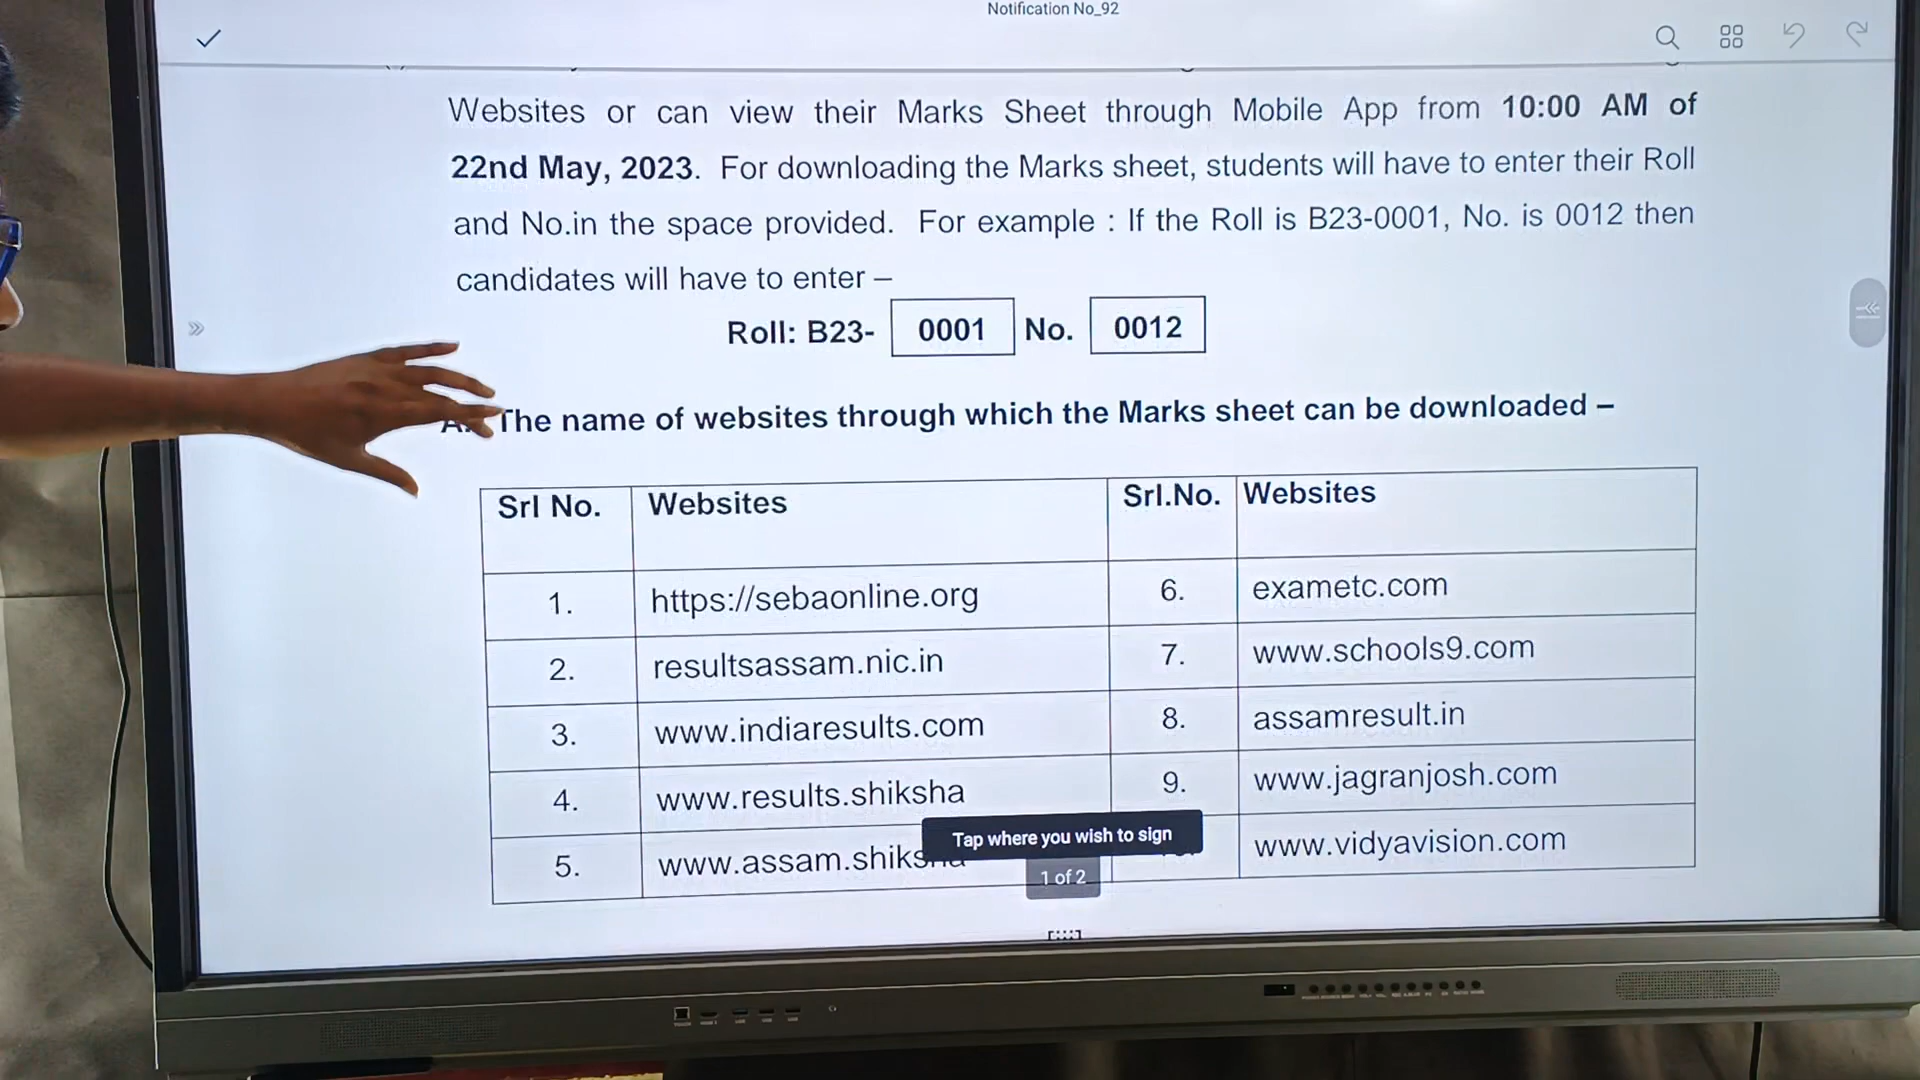 Notification No_92
Websites or can view their Marks Sheet through Mobile App from 10:00 AM of
22nd May, 2023. For downloading the Marks sheet, students will have to enter their Roll
and No.in the space provided. For example : If the Roll is B23-0001, No. is 0012 then
candidates will have to enter –
Roll: B23- 0001 No. 0012
The name of websites through which the Marks sheet can be downloaded –
Srl No. Websites Srl.No. Websites
1. https://sebaonline.org 6. exametc.com
2. resultsassam.nic.in 7. www.schools9.com
3. www.indiaresults.com 8. assamresult.in
4. www.results.shiksha 9. www.jagranjosh.com
Tap where you wish to sign
5. www.assam.shiksha www.vidyavision.com
1 of 2